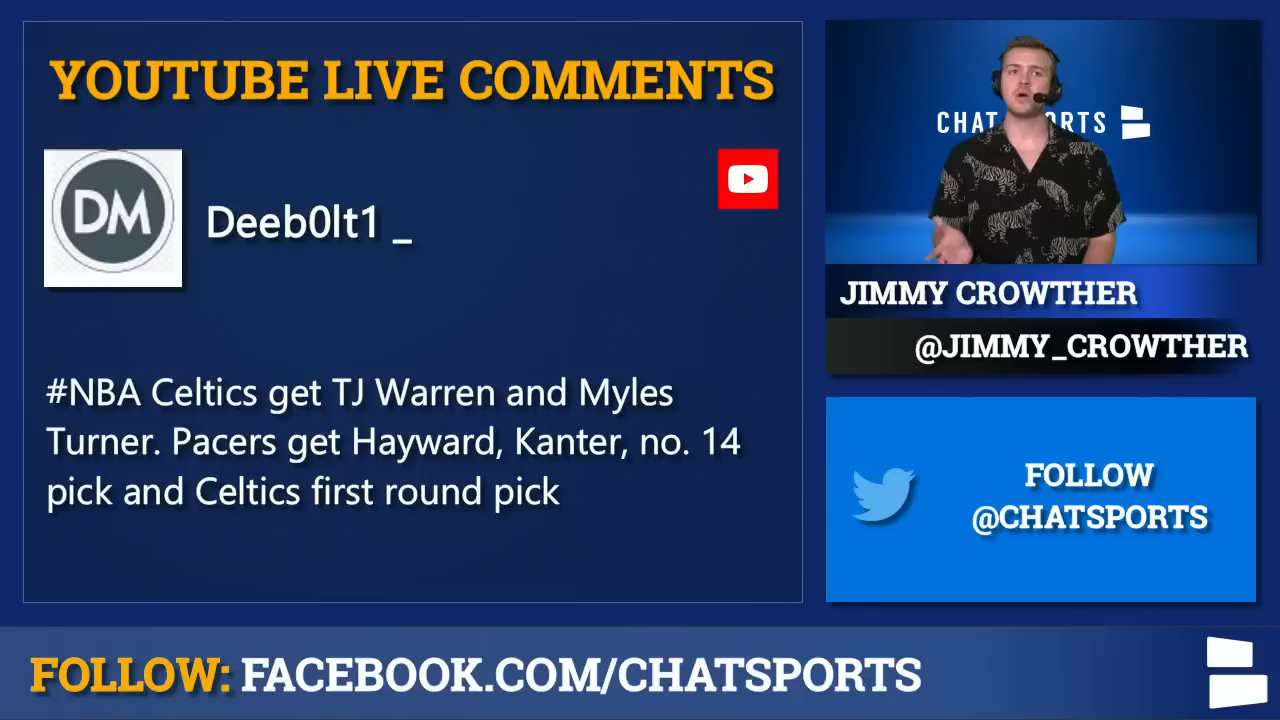 YOUTUBE LIVE COMMENTS
DM
Deeb0lt1 _
#NBA Celtics get TJ Warren and Myles
Turner. Pacers get Hayward, Kanter, no. 14
pick and Celtics first round pick
JIMMY CROWTHER
@JIMMY_CROWTHER
FOLLOW
@CHATSPORTS
FOLLOW: FACEBOOK.COM/CHATSPORTS